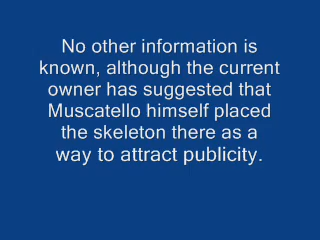 No other information is
known, although the current
owner has suggested that
Muscatello himself placed
the skeleton there as a
way to attract publicity.